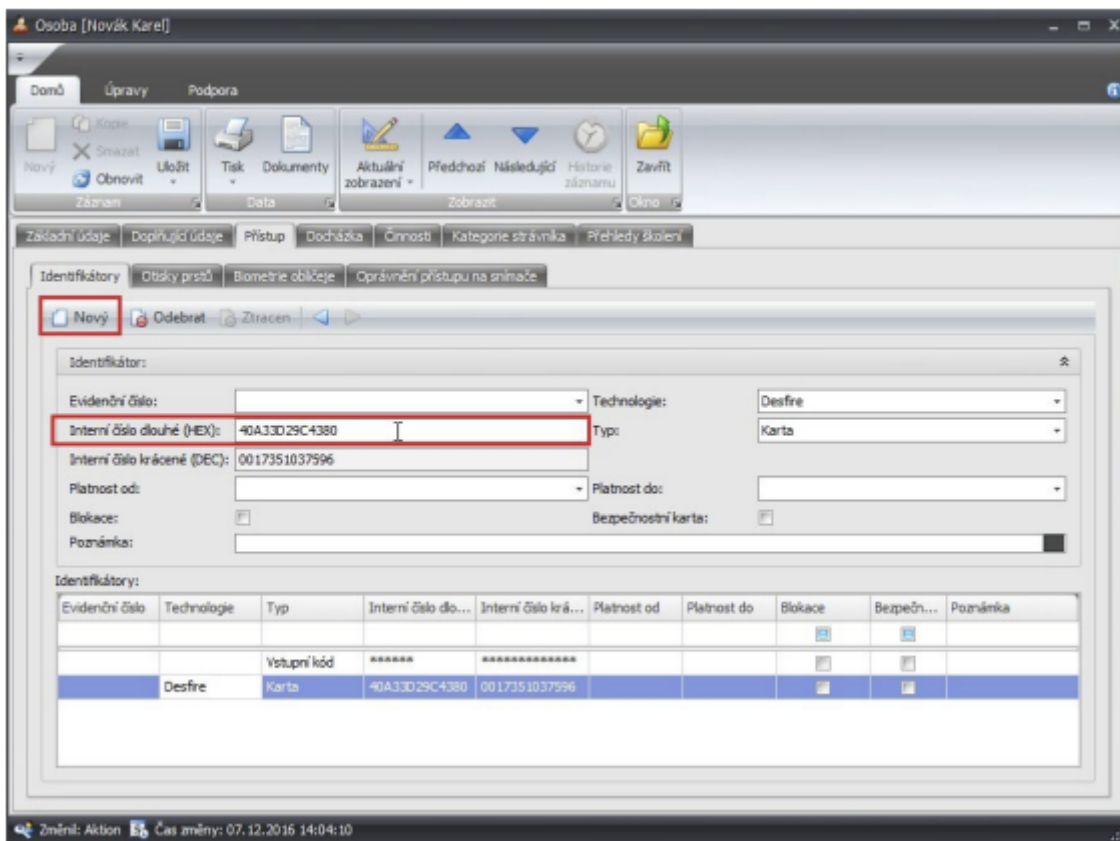 Osoba [Novák Karel]
Domů Úpravy Podpora
Nový Kopie Smazat Obnovit Uložit Tisk Dokumenty Aktuální zobrazení Předchozí Následující Historie záznamu Zavřít
Záznam Data Zobrazit Okno
Základní údaje Doplňující údaje Přístup Docházka Činnosti Kategorie strávníka Přehledy školení
Identifikátory Otisky prstů Biometrie obličeje Oprávnění přístupu na snímače
Nový Odebrat Ztracen
Identifikátor:
Evidenční číslo: Technologie: Desfire
Interní číslo dlouhé (HEX): 40A33D29C4380 Typ: Karta
Interní číslo krácené (DEC): 0017351037596
Platnost od: Platnost do:
Blokace: Bezpečnostní karta:
Poznámka:
Identifikátory:
Evidenční číslo Technologie Typ Interní číslo dlo... Interní číslo krá... Platnost od Platnost do Blokace Bezpečn... Poznámka
Vstupní kód ****** *************
Desfire Karta 40A33D29C4380 0017351037596
Změnil: Aktion Čas změny: 07.12.2016 14:04:10